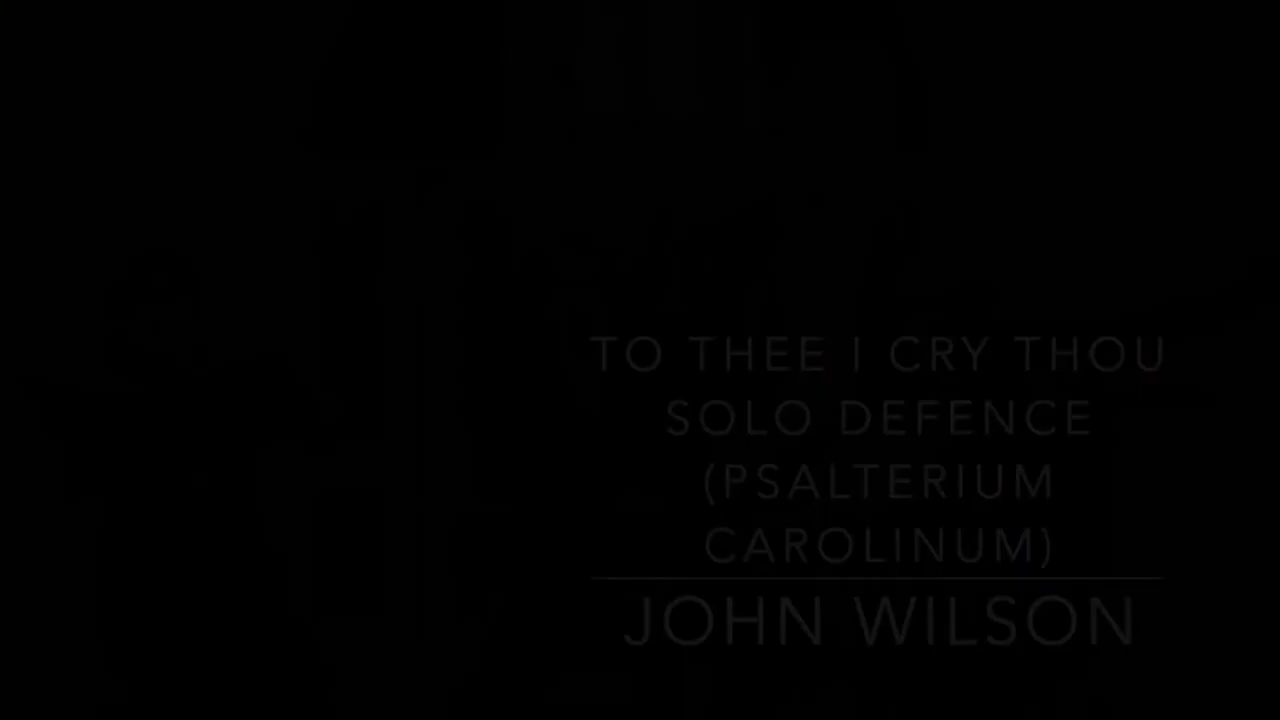 TO THEE I CRY THOU
SOLO DEFENCE
(PSALTERIUM
CAROLINUM)
JOHN WILSON